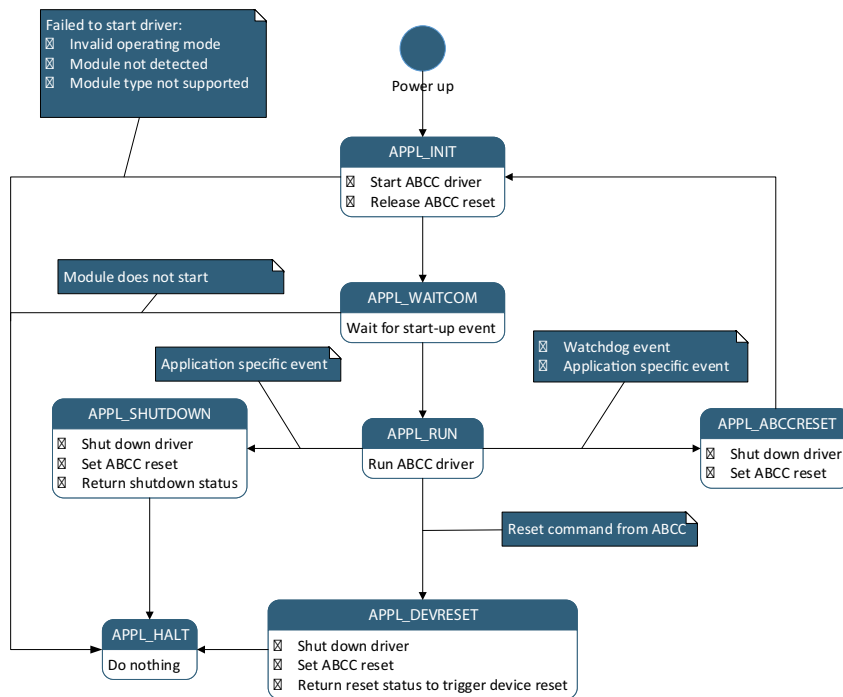 Failed to start driver:
Invalid operating mode
Module not detected
Module type not supported
Power up
APPL_INIT
Start ABCC driver
Release ABCC reset
Module does not start
APPL_WAITCOM
Wait for start-up event
Application specific event
Watchdog event
Application specific event
APPL_SHUTDOWN
Shut down driver
Set ABCC reset
Return shutdown status
APPL_RUN
Run ABCC driver
APPL_ABCCRESET
Shut down driver
Set ABCC reset
Reset command from ABCC
APPL_HALT
Do nothing
APPL_DEVRESET
Shut down driver
Set ABCC reset
Return reset status to trigger device reset